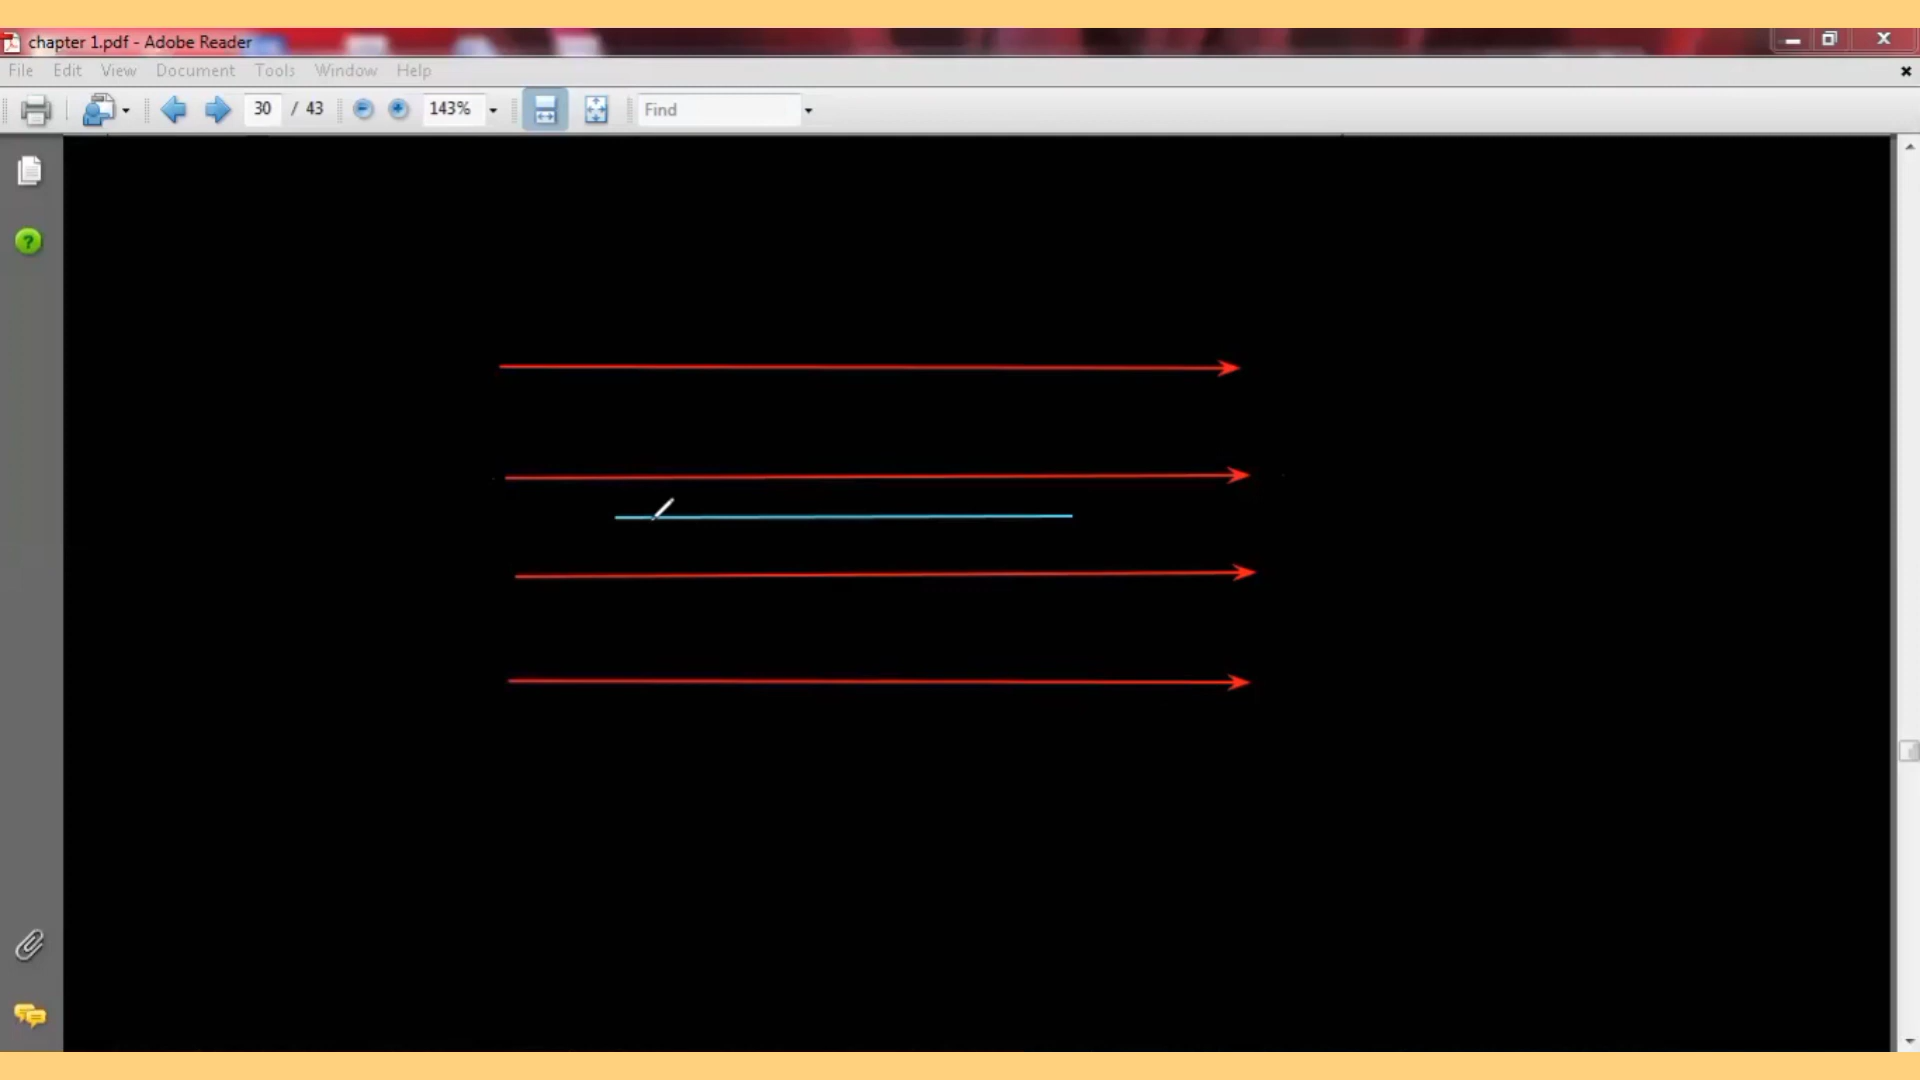 chapter 1.pdf - Adobe Reader
File Edit View Document Tools Window Help
30 / 43 143% Find